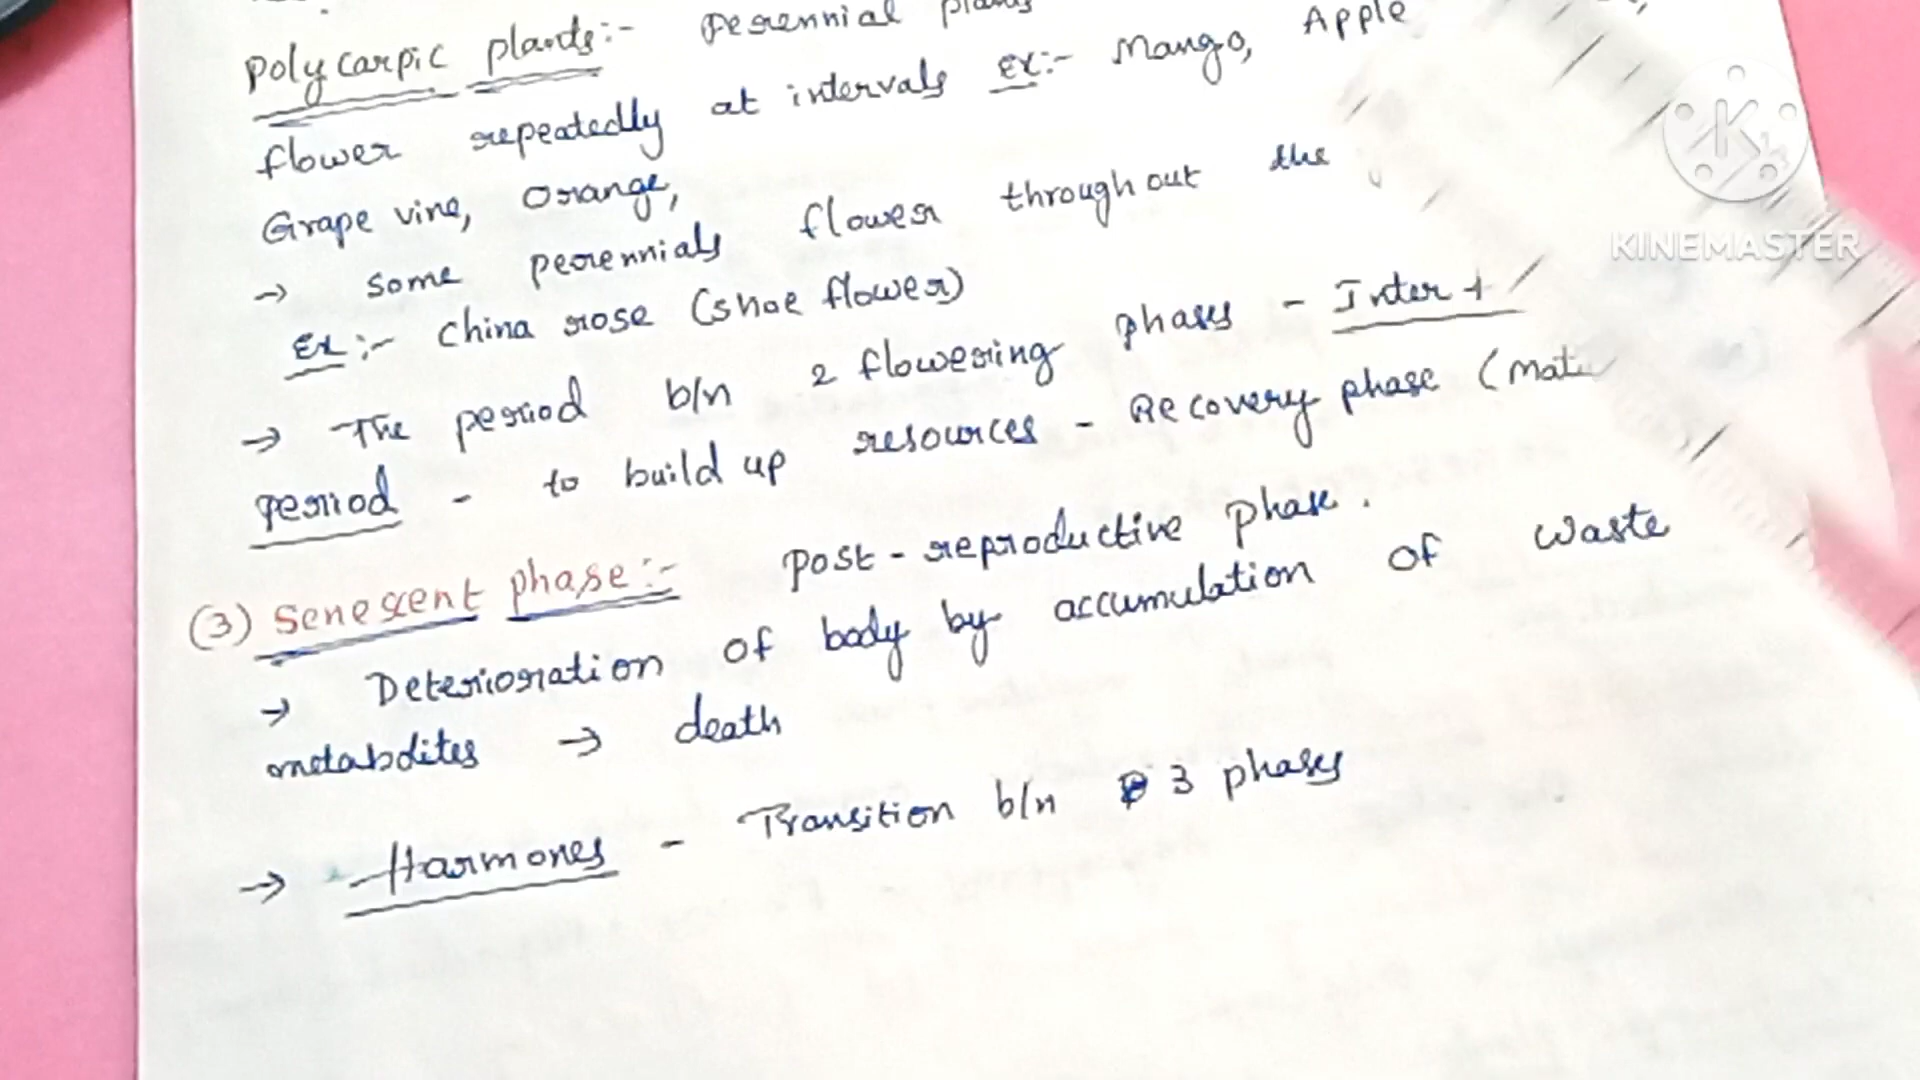 Polycarpic plants:- Perennial plants
flower repeatedly at intervals Ex:- Mango, Apple
Grape vine, Orange,
→ Some perennials flower throughout the
Ex:- China rose (shoe flower)
→ The period b/n 2 flowering phases - Inter
period - to build up resources - Recovery phase
(3) Senescent phase:- Post-reproductive phase.
→ Deterioration of body by accumulation of waste
metabolites → death
→ Harmones - Transition b/n 3 phases
KINEMASTER